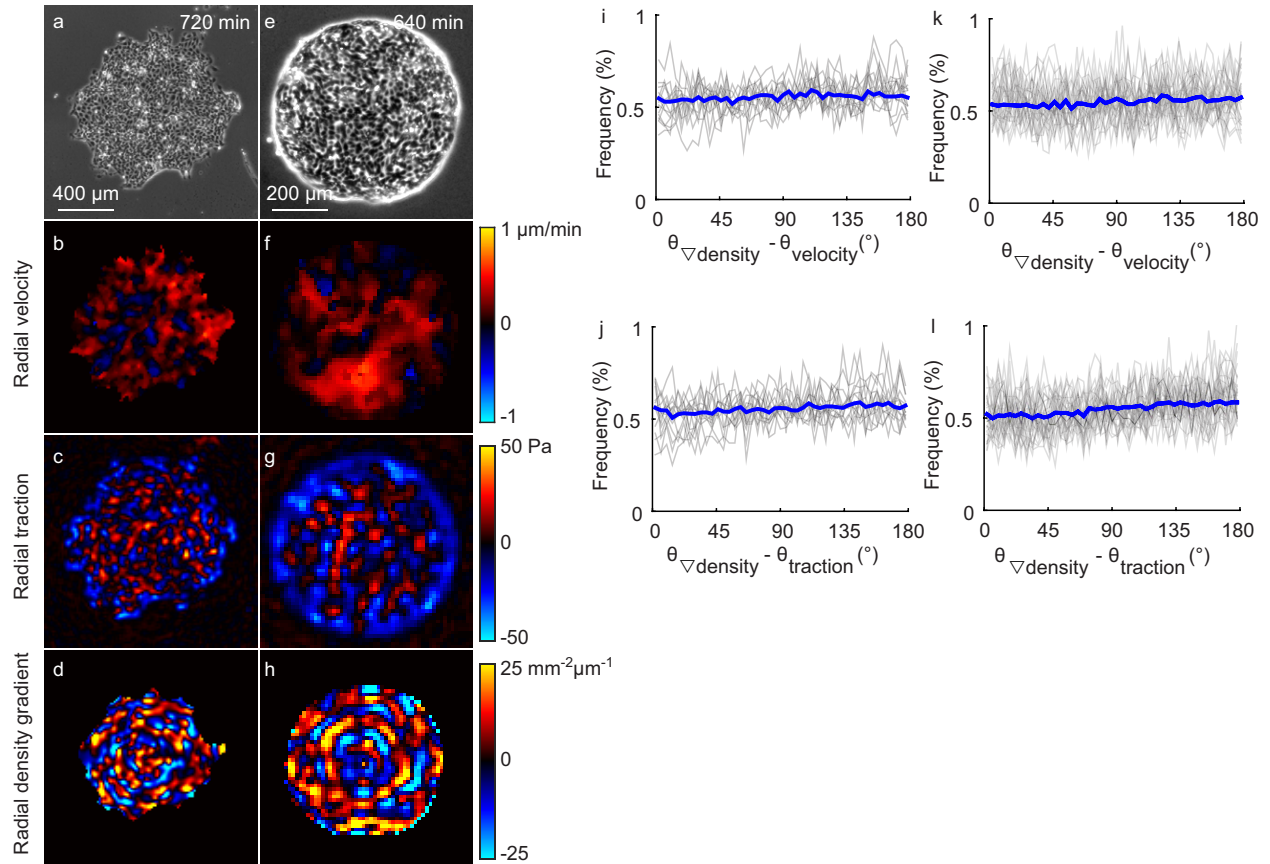 a 720 min
400 µm
e 640 min
200 µm
Radial velocity
b
f
1 µm/min
0
-1
Radial traction
c
g
50 Pa
0
-50
Radial density gradient
d
h
25 mm⁻²µm⁻¹
0
-25
i
Frequency (%)
1
0.5
0
0 45 90 135 180
θ▽density - θvelocity(°)
k
Frequency (%)
1
0.5
0
0 45 90 135 180
θ▽density - θvelocity(°)
j
Frequency (%)
1
0.5
0
0 45 90 135 180
θ▽density - θtraction(°)
l
Frequency (%)
1
0.5
0
0 45 90 135 180
θ▽density - θtraction(°)